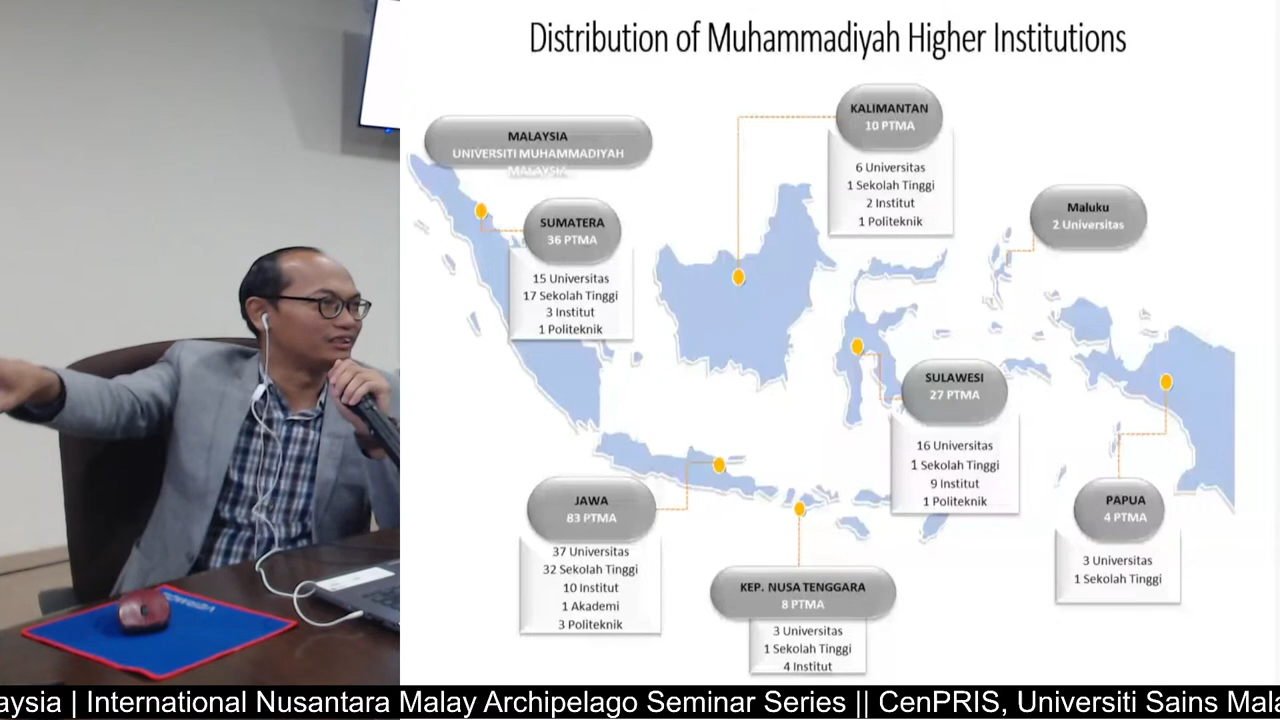 Distribution of Muhammadiyah Higher Institutions
MALAYSIA
UNIVERSITI MUHAMMADIYAH
MALAYSIA
KALIMANTAN
10 PTMA
6 Universitas
1 Sekolah Tinggi
2 Institut
1 Politeknik
Maluku
2 Universitas
SUMATERA
36 PTMA
15 Universitas
17 Sekolah Tinggi
3 Institut
1 Politeknik
SULAWESI
27 PTMA
16 Universitas
1 Sekolah Tinggi
9 Institut
1 Politeknik
JAWA
83 PTMA
37 Universitas
32 Sekolah Tinggi
10 Institut
1 Akademi
3 Politeknik
KEP. NUSA TENGGARA
8 PTMA
3 Universitas
1 Sekolah Tinggi
4 Institut
PAPUA
4 PTMA
3 Universitas
1 Sekolah Tinggi
aysia | International Nusantara Malay Archipelago Seminar Series || CenPRIS, Universiti Sains Mala